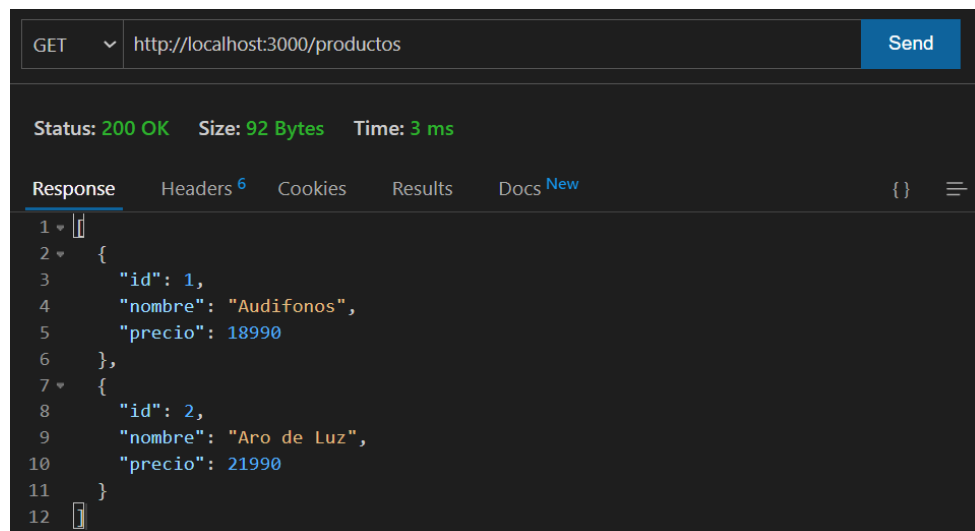 GET http://localhost:3000/productos Send
Status: 200 OK Size: 92 Bytes Time: 3 ms
Response Headers 6 Cookies Results Docs New {}
1 [
2 {
3 "id": 1,
4 "nombre": "Audifonos",
5 "precio": 18990
6 },
7 {
8 "id": 2,
9 "nombre": "Aro de Luz",
10 "precio": 21990
11 }
12 ]